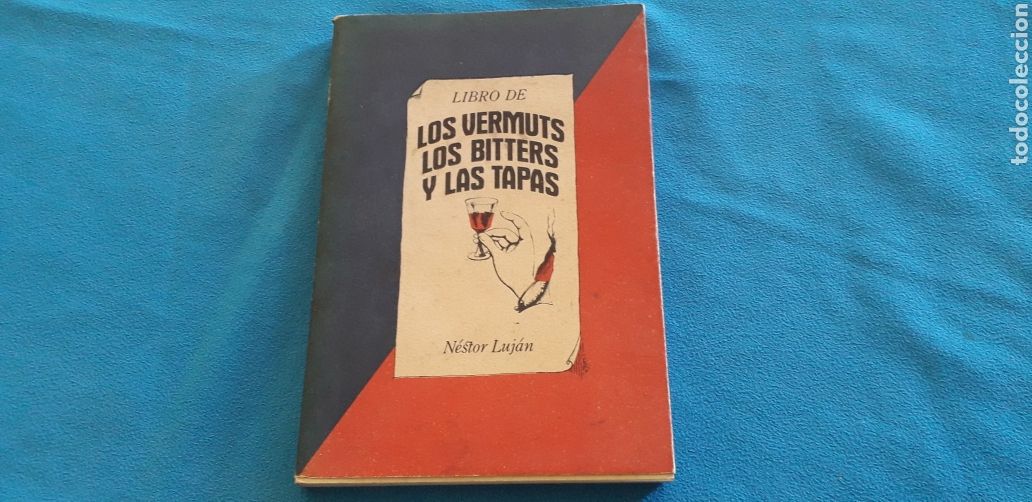 LIBRO DE
LOS VERMUTS
LOS BITTERS
Y LAS TAPAS
Néstor Luján
todocoleccion